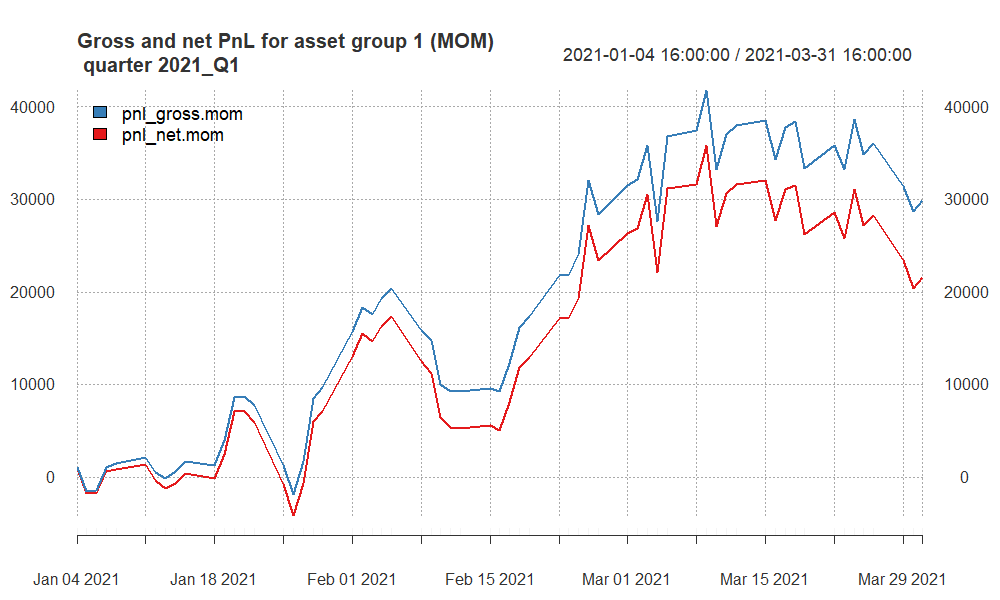 Gross and net PnL for asset group 1 (MOM)
quarter 2021_Q1
2021-01-04 16:00:00 / 2021-03-31 16:00:00
pnl_gross.mom
pnl_net.mom
40000 40000
30000 30000
20000 20000
10000 10000
0 0
Jan 04 2021 Jan 18 2021 Feb 01 2021 Feb 15 2021 Mar 01 2021 Mar 15 2021 Mar 29 2021